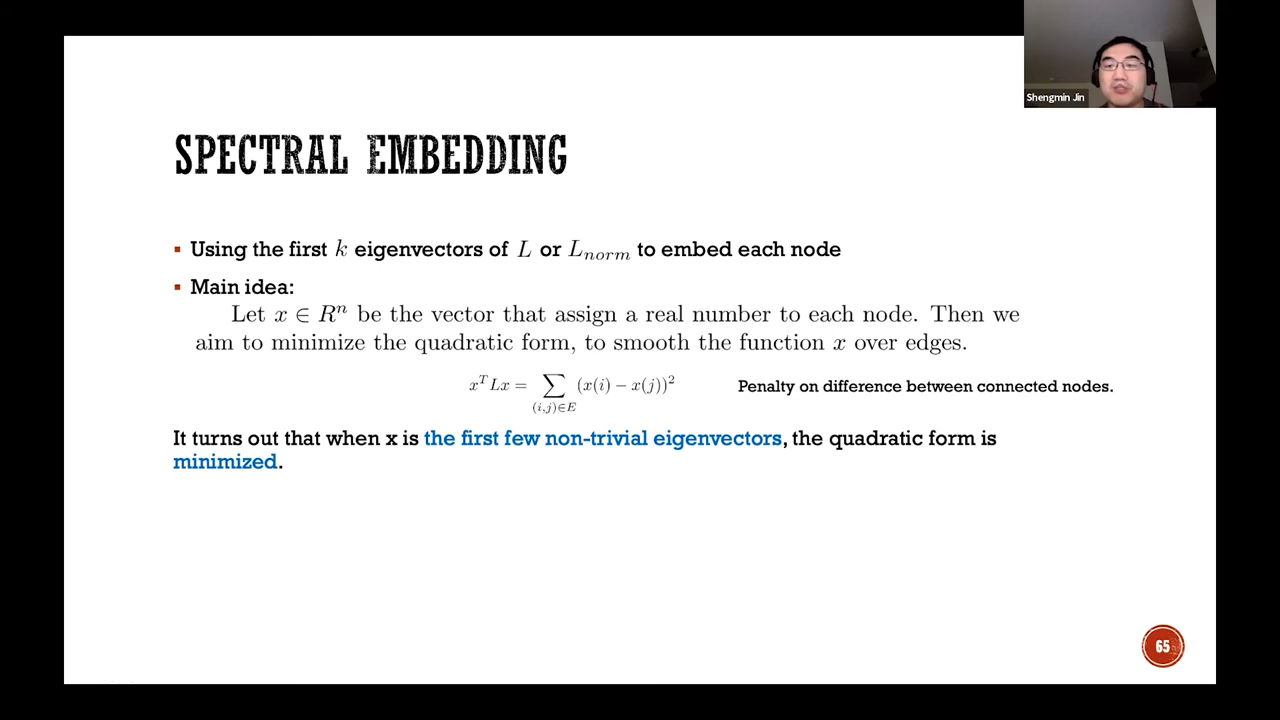 Shengmin Jin
SPECTRAL EMBEDDING
▪ Using the first k eigenvectors of L or L_{norm} to embed each node
▪ Main idea:
Let x ∈ R^n be the vector that assign a real number to each node. Then we
aim to minimize the quadratic form, to smooth the function x over edges.
x^T Lx = ∑_{(i,j)∈E} (x(i) − x(j))^2 Penalty on difference between connected nodes.
It turns out that when x is the first few non-trivial eigenvectors, the quadratic form is
minimized.
65